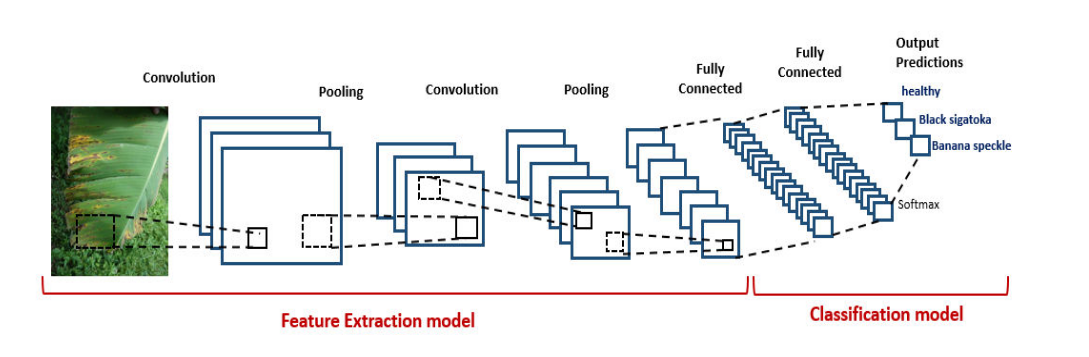 Convolution
Pooling
Convolution
Pooling
Fully
Connected
Fully
Connected
Output
Predictions
healthy
Black sigatoka
Banana speckle
Softmax
Feature Extraction model
Classification model